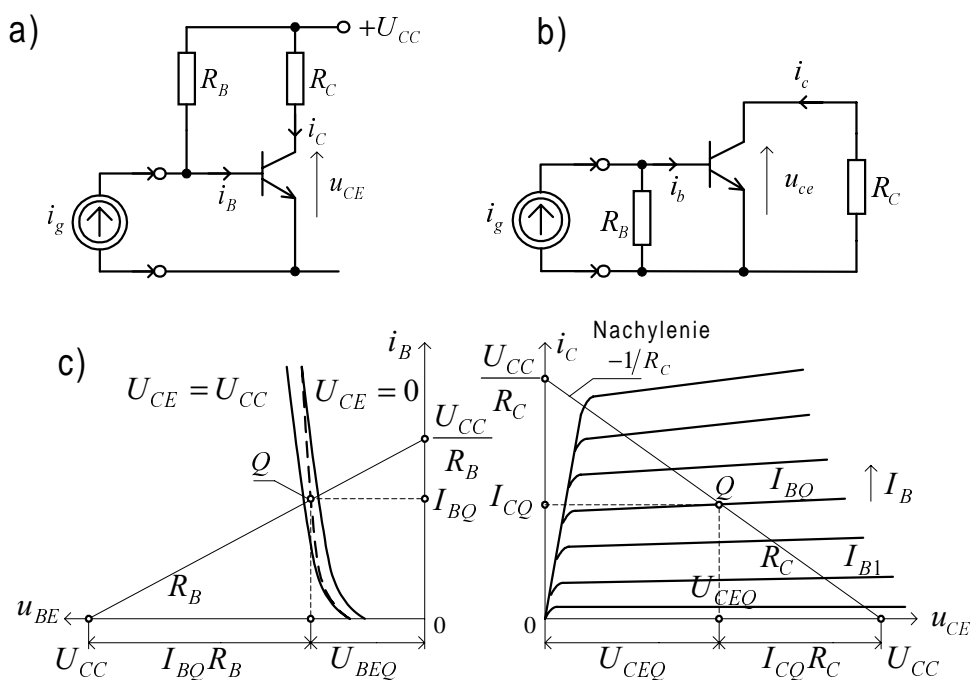 a)
+U_CC
R_B
R_C
i_C
i_B
u_CE
i_g
b)
i_c
i_b
u_ce
R_C
R_B
i_g
c)
i_B
U_CE = U_CC
U_CE = 0
U_CC
R_B
Q
I_BQ
R_B
u_BE
0
U_CC
I_BQ R_B
U_BEQ
Nachylenie
−1/R_C
i_C
U_CC
R_C
I_CQ
Q
I_BQ
I_B
R_C
I_B1
U_CEQ
0
u_CE
U_CEQ
I_CQ R_C
U_CC